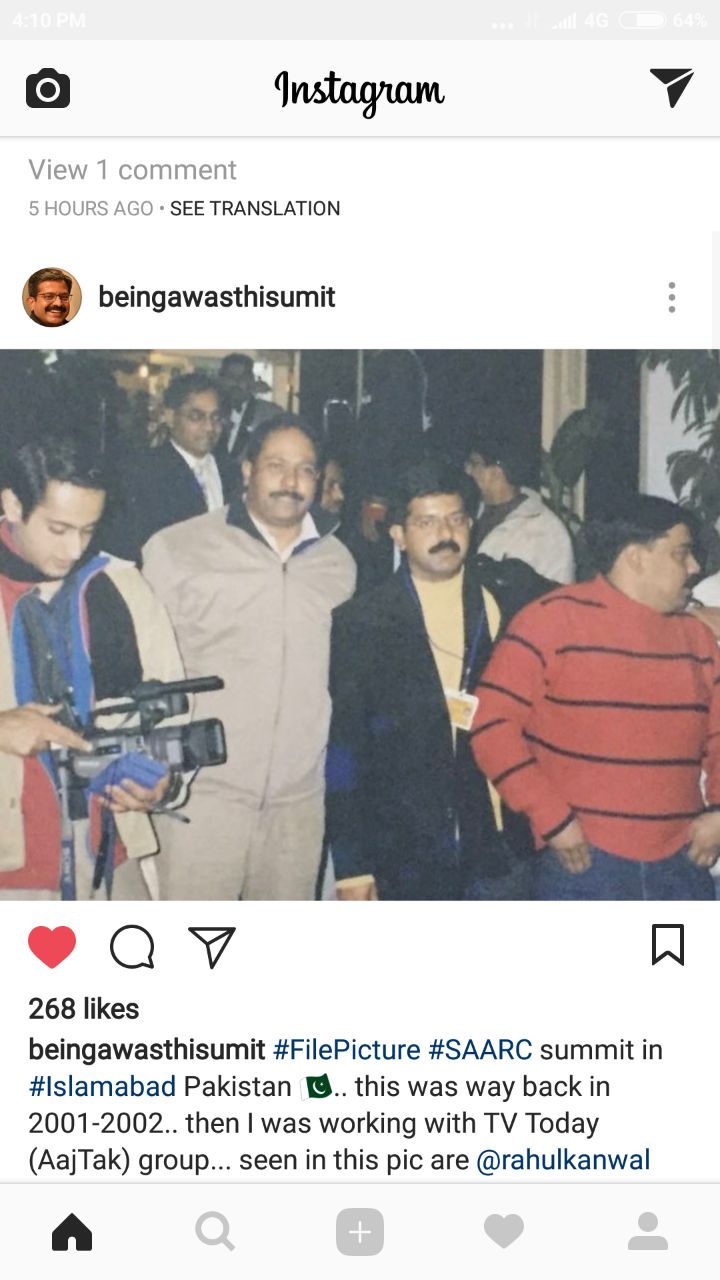 4:10 PM ... 4G 64%
Instagram
View 1 comment
5 HOURS AGO • SEE TRANSLATION
beingawasthisumit
268 likes
beingawasthisumit #FilePicture #SAARC summit in
#Islamabad Pakistan 🇵🇰.. this was way back in
2001-2002.. then I was working with TV Today
(AajTak) group... seen in this pic are @rahulkanwal